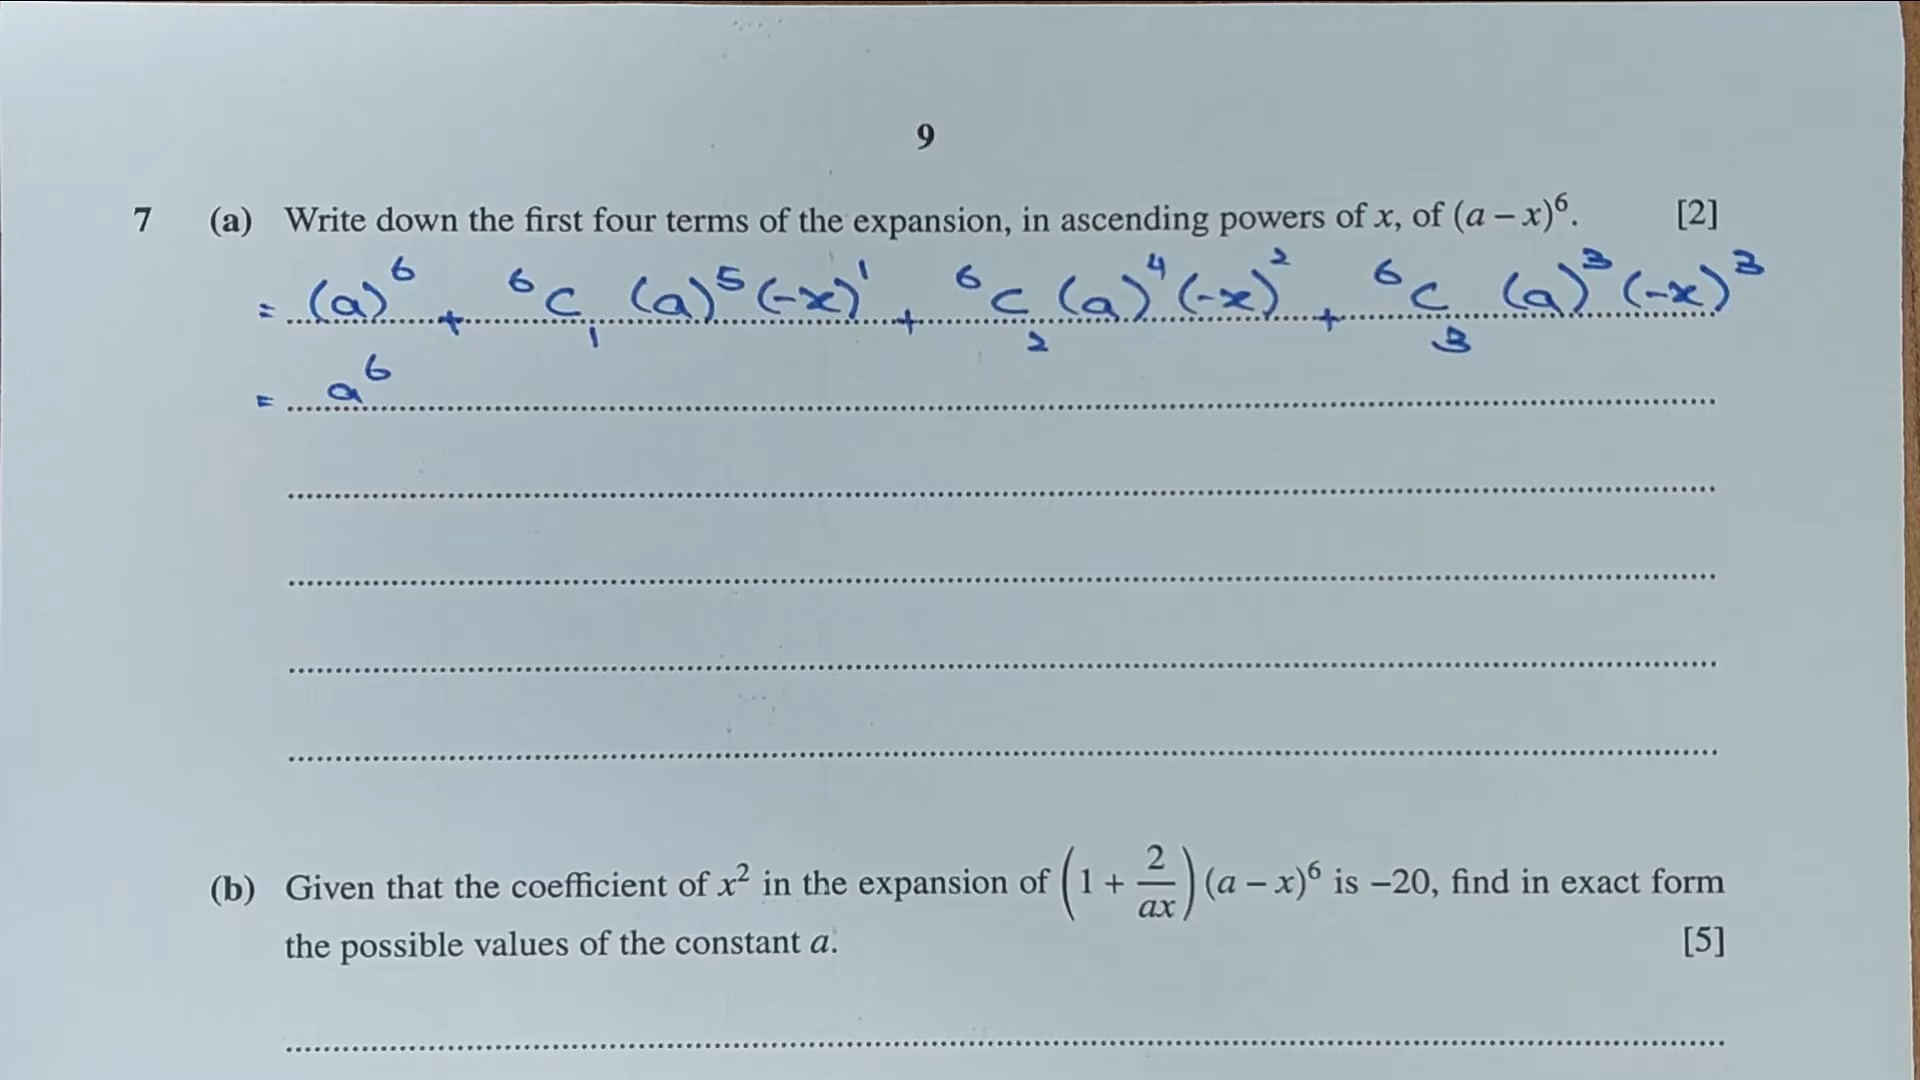 9
7 (a) Write down the first four terms of the expansion, in ascending powers of x, of (a − x)⁶. [2]
= (a)⁶ + ⁶C₁ (a)⁵(-x)¹ + ⁶C₂ (a)⁴(-x)² + ⁶C₃ (a)³(-x)³
= a⁶
(b) Given that the coefficient of x² in the expansion of (1 + 2/ax)(a − x)⁶ is −20, find in exact form
the possible values of the constant a. [5]